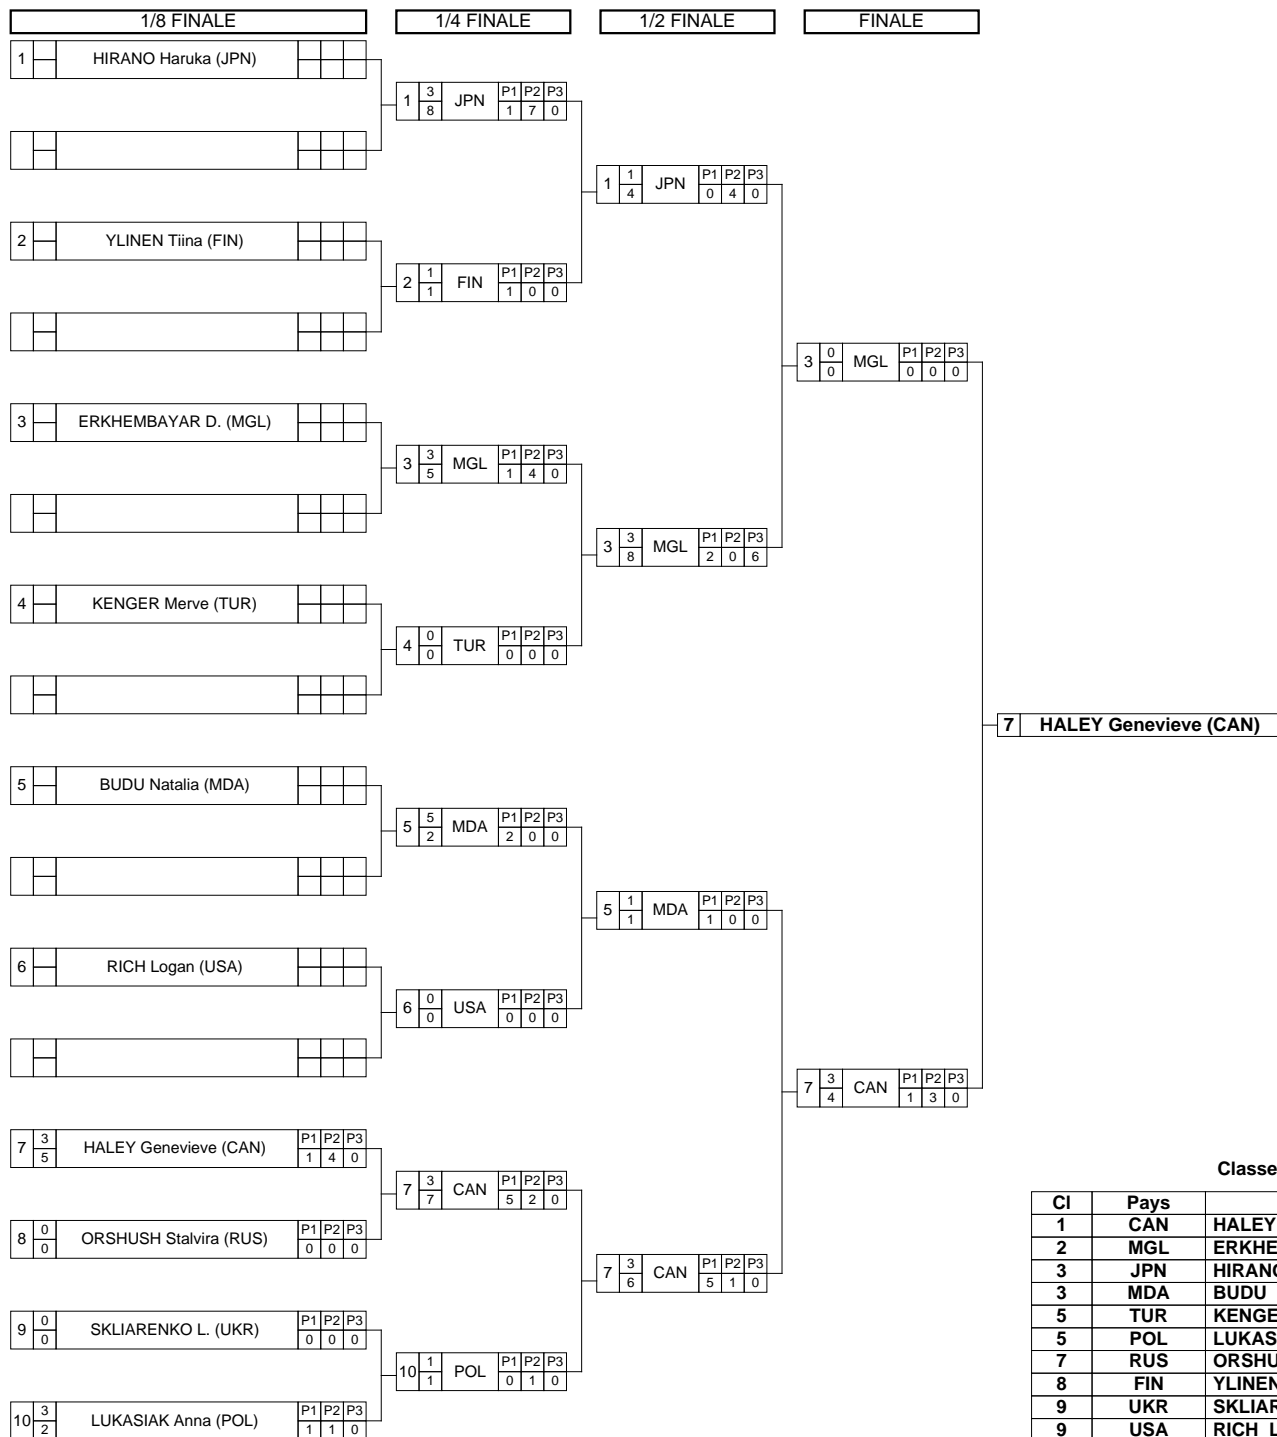 1/8 FINALE 1/4 FINALE 1/2 FINALE FINALE
1 HIRANO Haruka (JPN)
1 3 8 JPN P1 P2 P3 1 7 0
1 1 4 JPN P1 P2 P3 0 4 0
2 YLINEN Tiina (FIN)
2 1 1 FIN P1 P2 P3 1 0 0
3 0 0 MGL P1 P2 P3 0 0 0
3 ERKHEMBAYAR D. (MGL)
3 3 5 MGL P1 P2 P3 1 4 0
3 3 8 MGL P1 P2 P3 2 0 6
4 KENGER Merve (TUR)
4 0 0 TUR P1 P2 P3 0 0 0
7 HALEY Genevieve (CAN)
5 BUDU Natalia (MDA)
5 5 2 MDA P1 P2 P3 2 0 0
5 1 1 MDA P1 P2 P3 1 0 0
6 RICH Logan (USA)
6 0 0 USA P1 P2 P3 0 0 0
7 3 4 CAN P1 P2 P3 1 3 0
7 3 5 HALEY Genevieve (CAN) P1 P2 P3 1 4 0
7 3 7 CAN P1 P2 P3 5 2 0
8 0 0 ORSHUSH Stalvira (RUS) P1 P2 P3 0 0 0
7 3 6 CAN P1 P2 P3 5 1 0
9 0 0 SKLIARENKO L. (UKR) P1 P2 P3 0 0 0
10 1 1 POL P1 P2 P3 0 1 0
10 3 2 LUKASIAK Anna (POL) P1 P2 P3 1 1 0
Classe
Cl Pays
1 CAN HALEY
2 MGL ERKHE
3 JPN HIRANO
3 MDA BUDU
5 TUR KENGE
5 POL LUKAS
7 RUS ORSHU
8 FIN YLINEN
9 UKR SKLIAR
9 USA RICH L